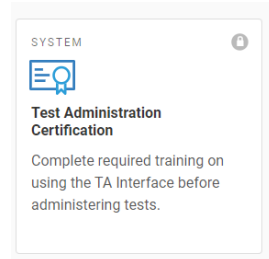 SYSTEM
Test Administration
Certification
Complete required training on
using the TA Interface before
administering tests.